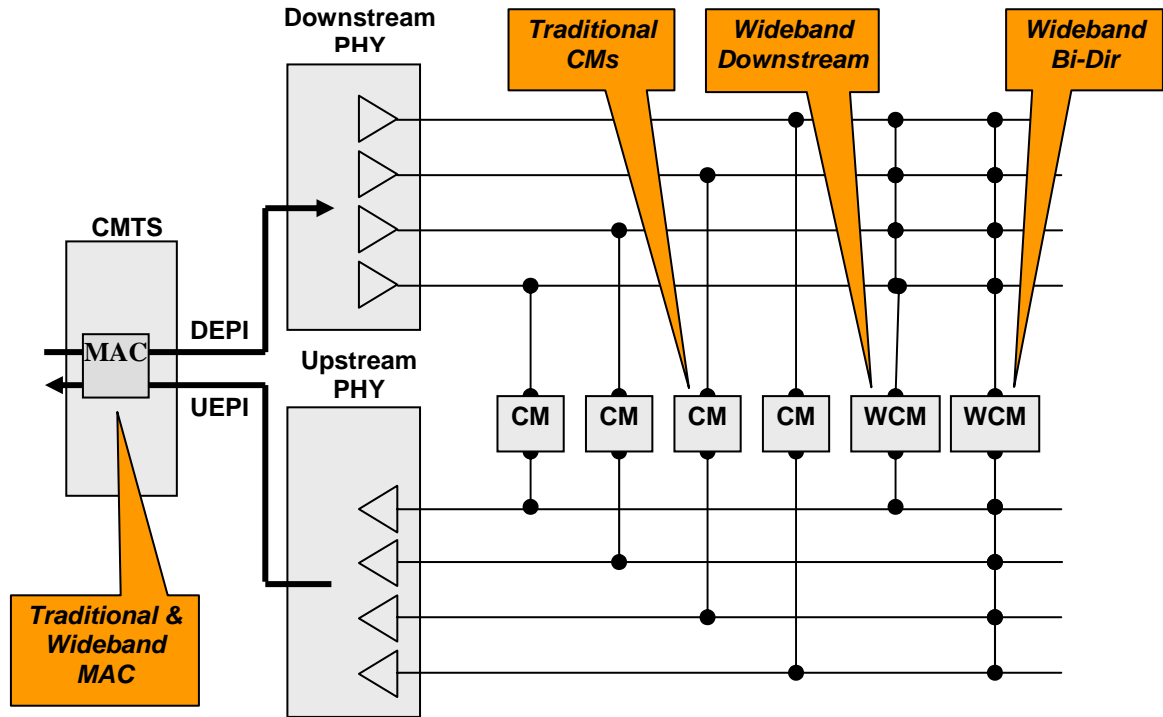 Downstream
PHY
Traditional
CMs
Wideband
Downstream
Wideband
Bi-Dir
CMTS
MAC
DEPI
UEPI
Upstream
PHY
CM
CM
CM
CM
WCM
WCM
Traditional &
Wideband
MAC